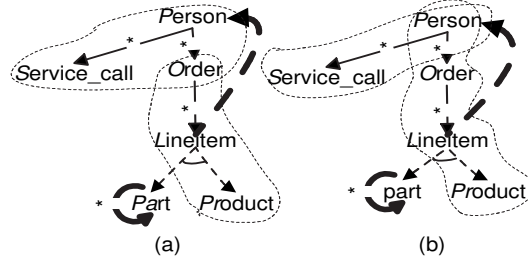 Person
*
*
Service_call
Order
*
LineItem
*
Part
Product
(a)
Person
*
*
Service_call
Order
*
LineItem
*
part
Product
(b)